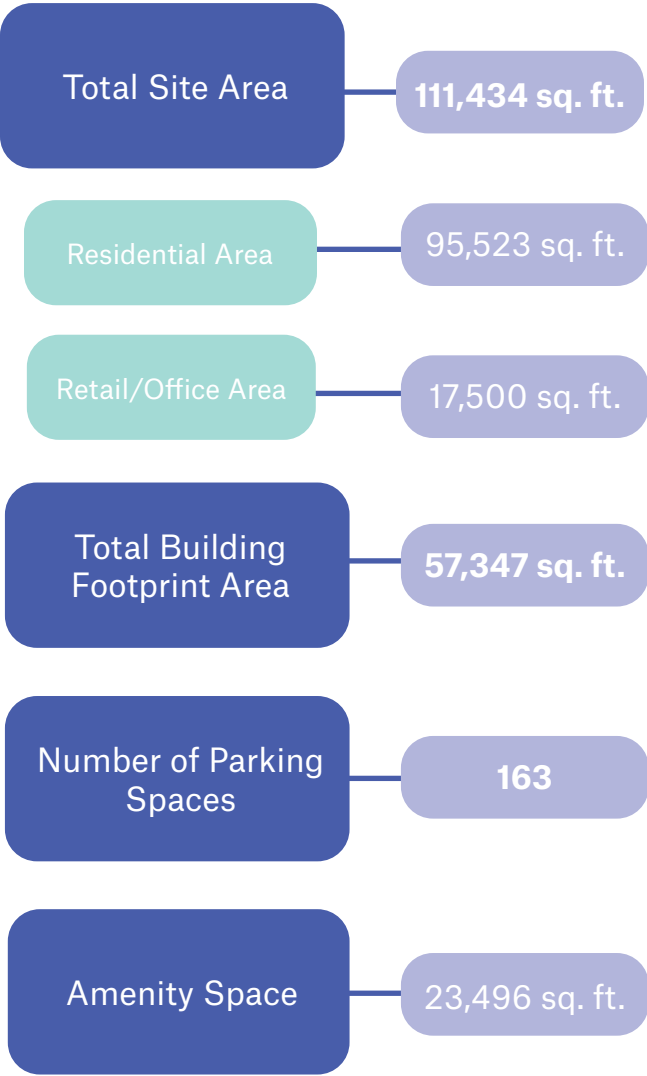 Total Site Area
111,434 sq. ft.
Residential Area
95,523 sq. ft.
Retail/Office Area
17,500 sq. ft.
Total Building
Footprint Area
57,347 sq. ft.
Number of Parking
Spaces
163
Amenity Space
23,496 sq. ft.